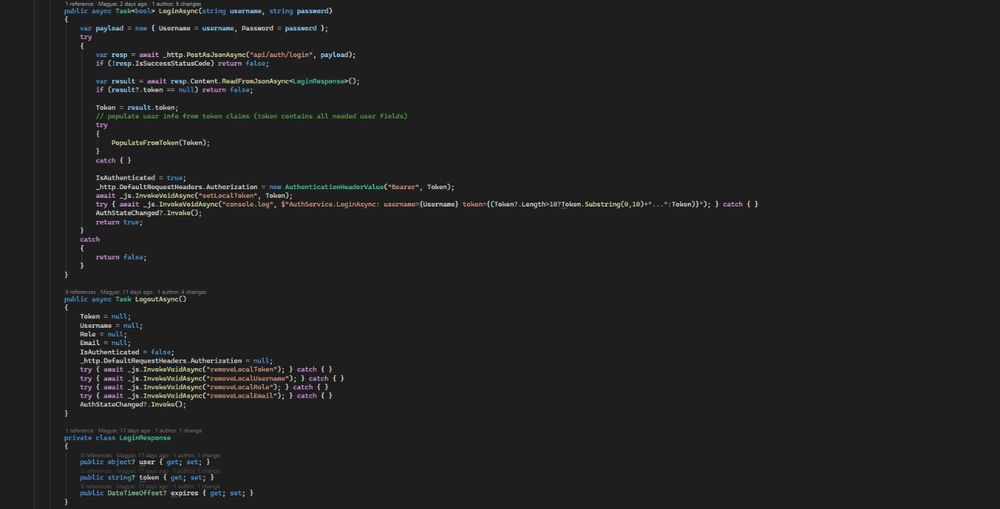 1 reference | Magyar, 2 days ago | 1 author, 6 changes
public async Task<bool> LoginAsync(string username, string password)
{
    var payload = new { Username = username, Password = password };
    try
    {
        var resp = await _http.PostAsJsonAsync("api/auth/login", payload);
        if (!resp.IsSuccessStatusCode) return false;

        var result = await resp.Content.ReadFromJsonAsync<LoginResponse>();
        if (result?.token == null) return false;

        Token = result.token;
        // populate user info from token claims (token contains all needed user fields)
        try
        {
            PopulateFromToken(Token);
        }
        catch { }

        IsAuthenticated = true;
        _http.DefaultRequestHeaders.Authorization = new AuthenticationHeaderValue("Bearer", Token);
        await _js.InvokeVoidAsync("setLocalToken", Token);
        try { await _js.InvokeVoidAsync("console.log", $"AuthService.LoginAsync: username={Username} token={(Token?.Length>10?Token.Substring(0,10)+"...":Token)}"); } catch { }
        AuthStateChanged?.Invoke();
        return true;
    }
    catch
    {
        return false;
    }
}

8 references | Magyar, 11 days ago | 1 author, 4 changes
public async Task LogoutAsync()
{
    Token = null;
    Username = null;
    Role = null;
    Email = null;
    IsAuthenticated = false;
    _http.DefaultRequestHeaders.Authorization = null;
    try { await _js.InvokeVoidAsync("removeLocalToken"); } catch { }
    try { await _js.InvokeVoidAsync("removeLocalUsername"); } catch { }
    try { await _js.InvokeVoidAsync("removeLocalRole"); } catch { }
    try { await _js.InvokeVoidAsync("removeLocalEmail"); } catch { }
    AuthStateChanged?.Invoke();
}

1 reference | Magyar, 17 days ago | 1 author, 1 change
private class LoginResponse
{
    0 references | Magyar, 17 days ago | 1 author, 1 change
    public object? user { get; set; }
    2 references | Magyar, 17 days ago | 1 author, 1 change
    public string? token { get; set; }
    0 references | Magyar, 17 days ago | 1 author, 1 change
    public DateTimeOffset? expires { get; set; }
}